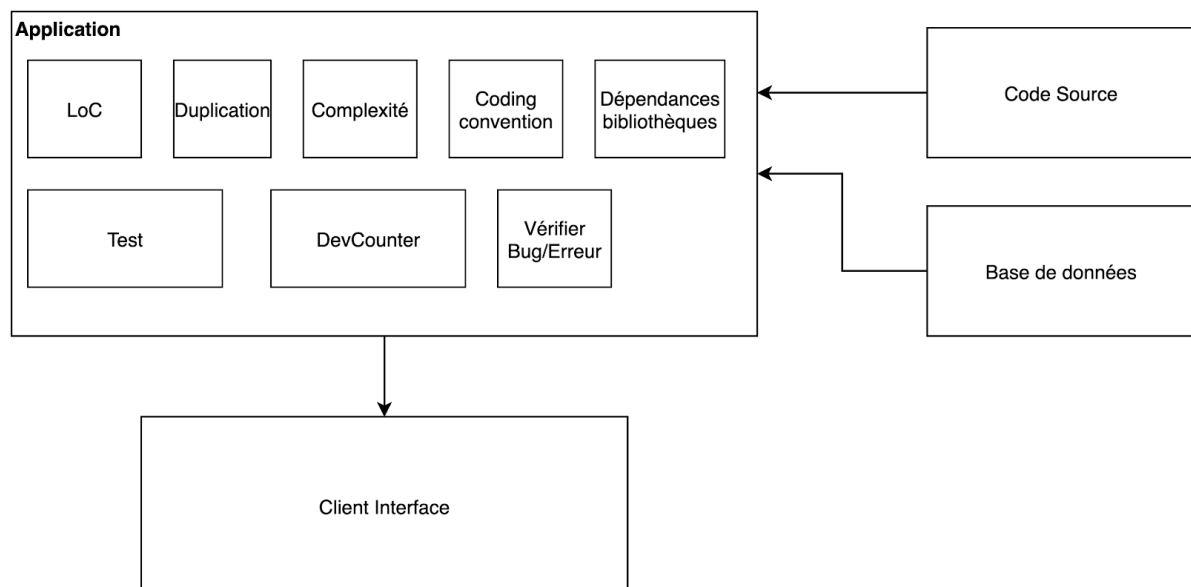 Application
LoC
Duplication
Complexité
Coding
convention
Dépendances
bibliothèques
Code Source
Test
DevCounter
Vérifier
Bug/Erreur
Base de données
Client Interface